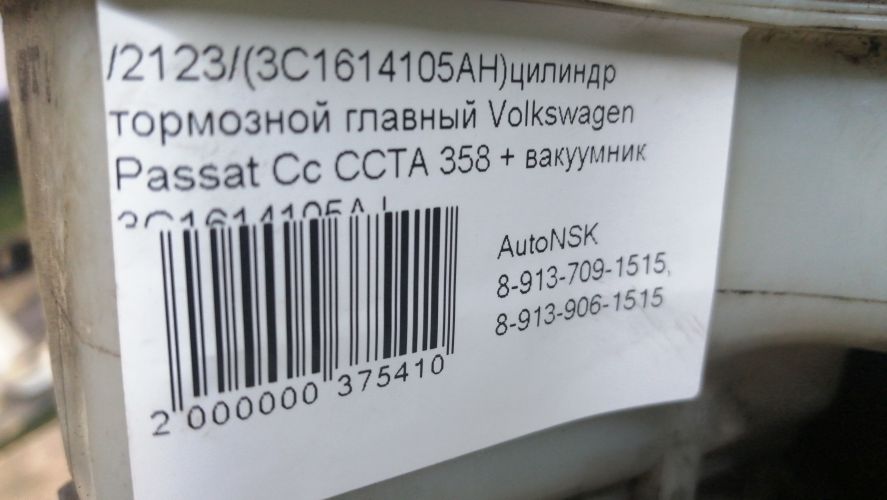 /2123/(3C1614105AH)цилиндр
тормозной главный Volkswagen
Passat Cc CCTA 358 + вакуумник
AutoNSK
8-913-709-1515,
8-913-906-1515
2 000000 375410